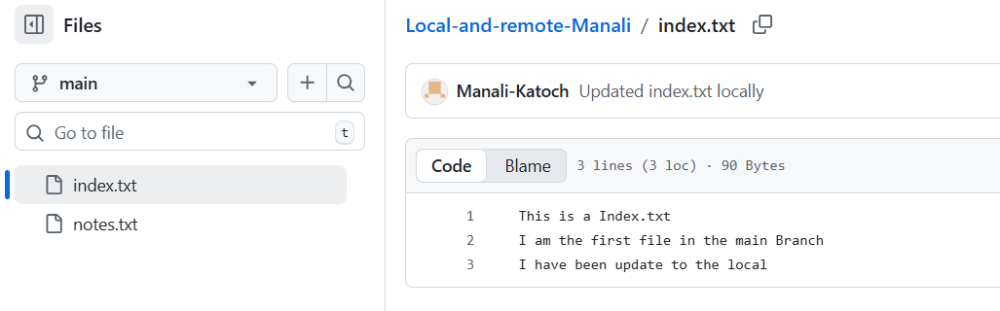 Files
main
Go to file
t
index.txt
notes.txt
Local-and-remote-Manali / index.txt
Manali-Katoch Updated index.txt locally
Code Blame 3 lines (3 loc) · 90 Bytes
1 This is a Index.txt
2 I am the first file in the main Branch
3 I have been update to the local